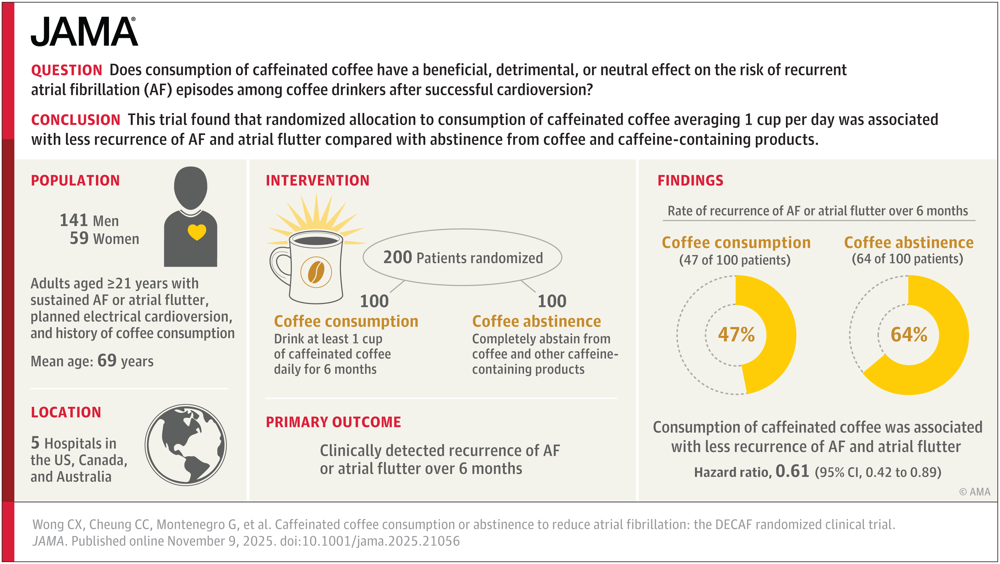 JAMA®
QUESTION Does consumption of caffeinated coffee have a beneficial, detrimental, or neutral effect on the risk of recurrent
atrial fibrillation (AF) episodes among coffee drinkers after successful cardioversion?
CONCLUSION This trial found that randomized allocation to consumption of caffeinated coffee averaging 1 cup per day was associated
with less recurrence of AF and atrial flutter compared with abstinence from coffee and caffeine-containing products.
POPULATION
141 Men
59 Women
Adults aged ≥21 years with
sustained AF or atrial flutter,
planned electrical cardioversion,
and history of coffee consumption
Mean age: 69 years
LOCATION
5 Hospitals in
the US, Canada,
and Australia
INTERVENTION
200 Patients randomized
100
Coffee consumption
Drink at least 1 cup
of caffeinated coffee
daily for 6 months
100
Coffee abstinence
Completely abstain from
coffee and other caffeine-
containing products
PRIMARY OUTCOME
Clinically detected recurrence of AF
or atrial flutter over 6 months
FINDINGS
Rate of recurrence of AF or atrial flutter over 6 months
Coffee consumption
(47 of 100 patients)
47%
Coffee abstinence
(64 of 100 patients)
64%
Consumption of caffeinated coffee was associated
with less recurrence of AF and atrial flutter
Hazard ratio, 0.61 (95% CI, 0.42 to 0.89)
© AMA
Wong CX, Cheung CC, Montenegro G, et al. Caffeinated coffee consumption or abstinence to reduce atrial fibrillation: the DECAF randomized clinical trial.
JAMA. Published online November 9, 2025. doi:10.1001/jama.2025.21056